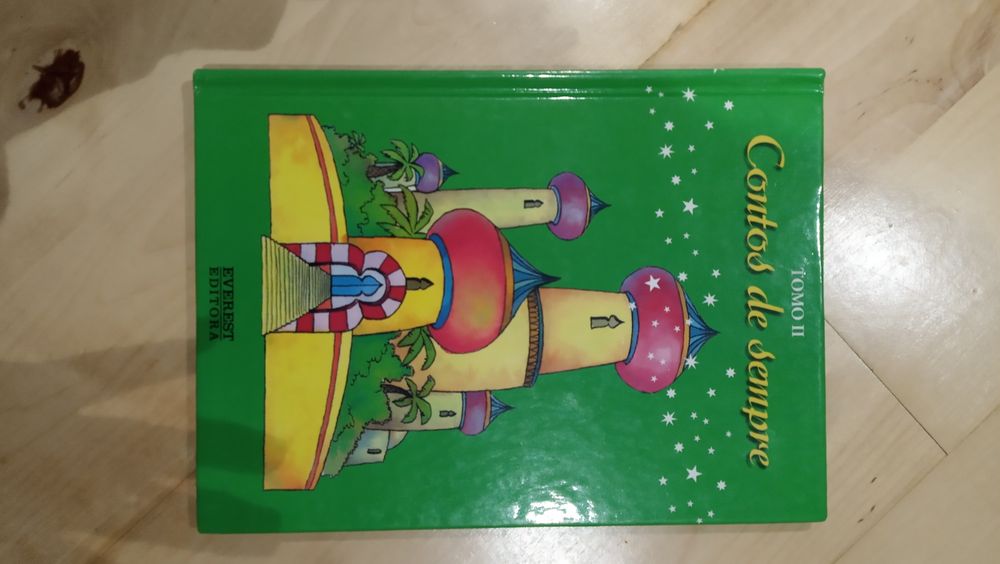 TOMO II
Contos de sempre
EVEREST
EDITORA